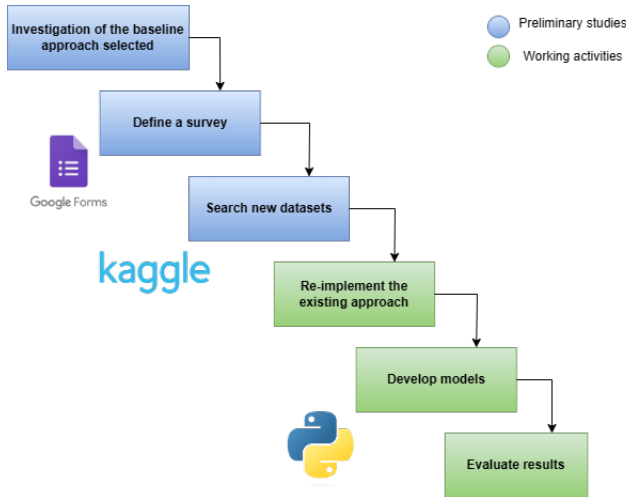 Investigation of the baseline
approach selected
Preliminary studies
Working activities
Define a survey
Google Forms
Search new datasets
kaggle
Re-implement the
existing approach
Develop models
Evaluate results